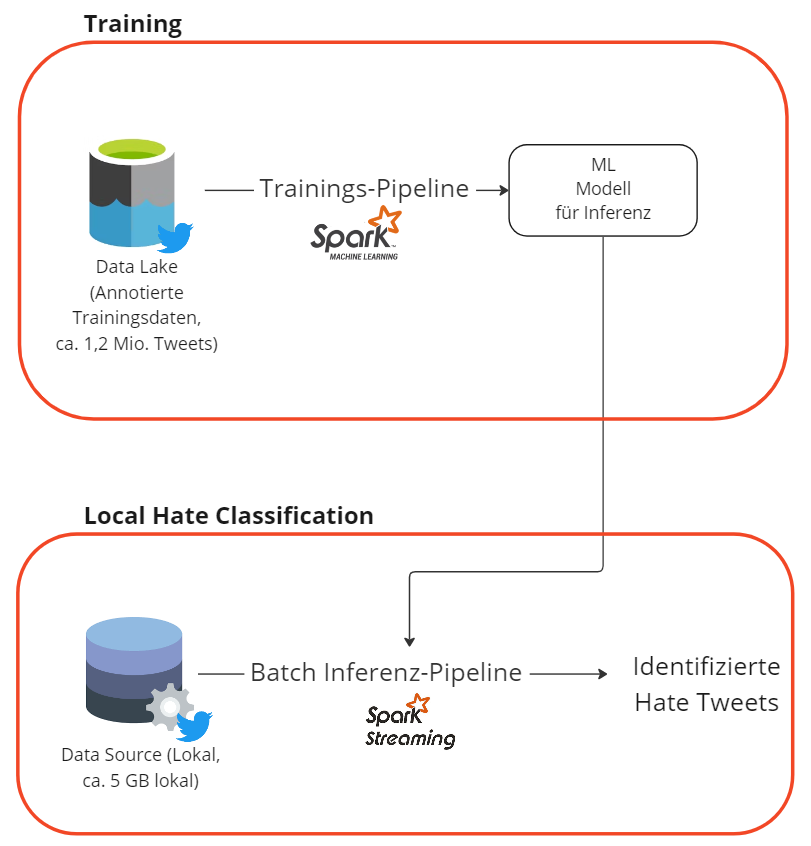 Training
Trainings-Pipeline
Spark™
MACHINE LEARNING
ML
Modell
für Inferenz
Data Lake
(Annotierte
Trainingsdaten,
ca. 1,2 Mio. Tweets)
Local Hate Classification
Batch Inferenz-Pipeline
Spark
Streaming
Identifizierte
Hate Tweets
Data Source (Lokal,
ca. 5 GB lokal)